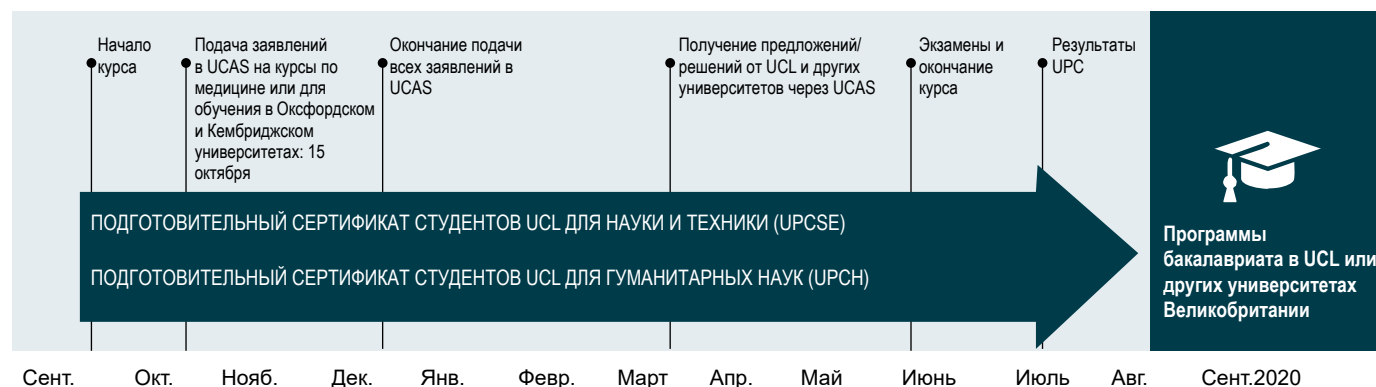 Начало
курса
Подача заявлений
в UCAS на курсы по
медицине или для
обучения в Оксфордском
и Кембриджском
университетах: 15
октября
Окончание подачи
всех заявлений в
UCAS
Получение предложений/
решений от UCL и других
университетов через UCAS
Экзамены и
окончание
курса
Результаты
UPC
ПОДГОТОВИТЕЛЬНЫЙ СЕРТИФИКАТ СТУДЕНТОВ UCL ДЛЯ НАУКИ И ТЕХНИКИ (UPCSE)
ПОДГОТОВИТЕЛЬНЫЙ СЕРТИФИКАТ СТУДЕНТОВ UCL ДЛЯ ГУМАНИТАРНЫХ НАУК (UPCH)
Программы
бакалавриата в UCL или
других университетах
Великобритании
Сент. Окт. Нояб. Дек. Янв. Февр. Март Апр. Май Июнь Июль Авг. Сент.2020